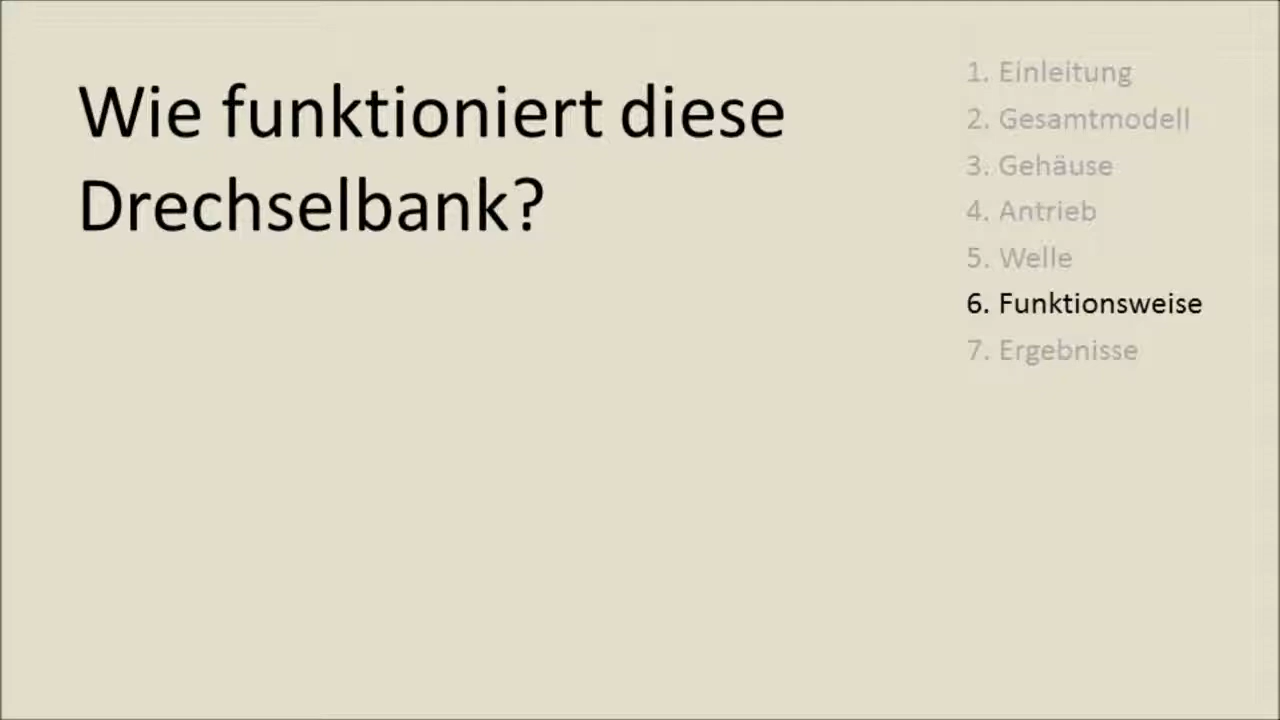 Wie funktioniert diese
Drechselbank?
1. Einleitung
2. Gesamtmodell
3. Gehäuse
4. Antrieb
5. Welle
6. Funktionsweise
7. Ergebnisse